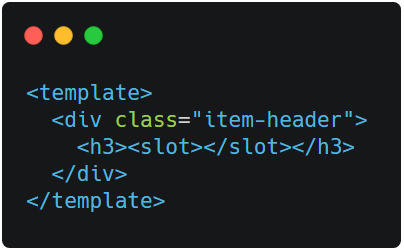 <template>
  <div class="item-header">
    <h3><slot></slot></h3>
  </div>
</template>